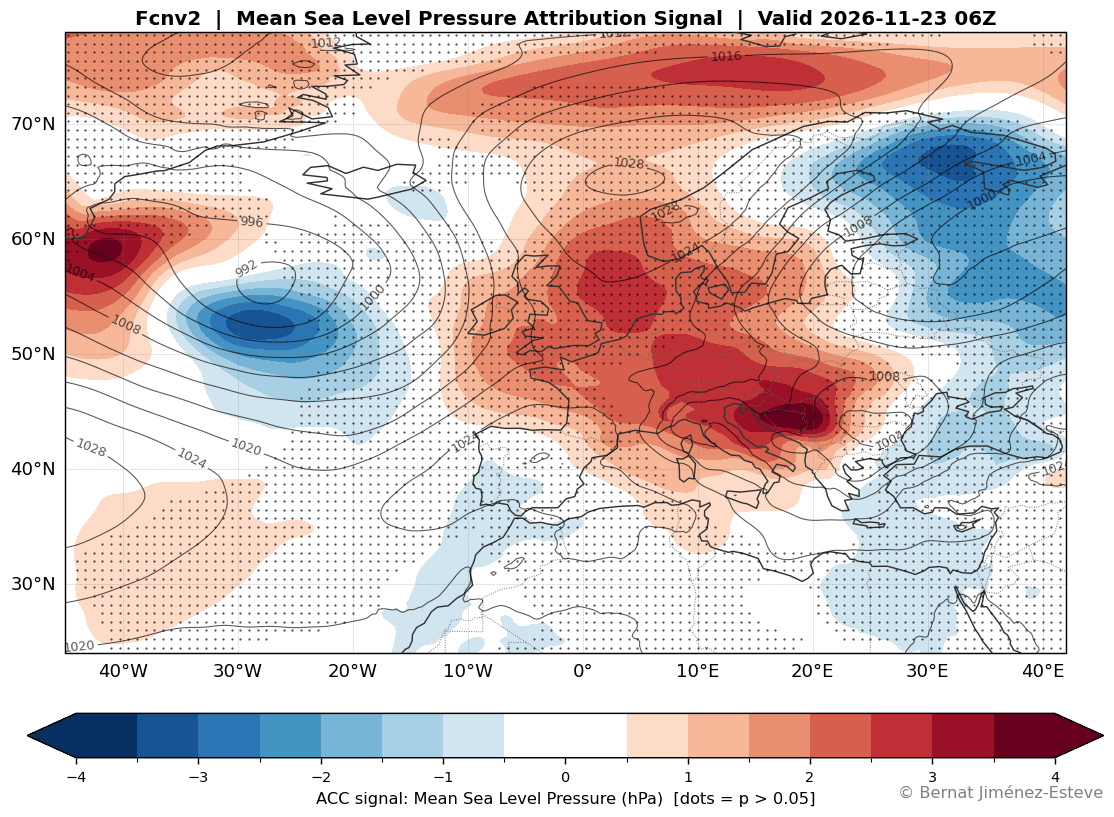 Fcnv2  |  Mean Sea Level Pressure Attribution Signal  |  Valid 2026-11-23 06Z
1012
1012
1016
70°N
1028
1004
1000
1028
1008
60°N
996
1024
992
1004
1000
1008
50°N
1008
1024
1004
1028
1020
1024
40°N
1024
30°N
1020
40°W 30°W 20°W 10°W 0° 10°E 20°E 30°E 40°E
−4 −3 −2 −1 0 1 2 3 4
ACC signal: Mean Sea Level Pressure (hPa)  [dots = p > 0.05]
© Bernat Jiménez-Esteve